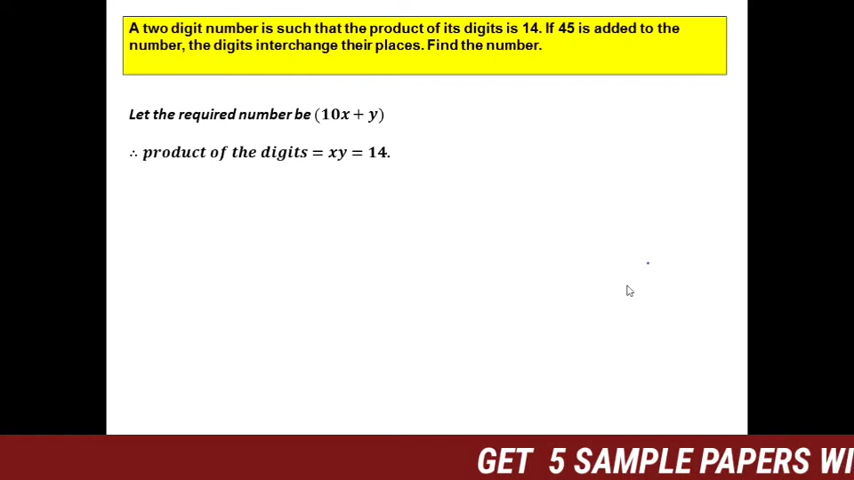 A two digit number is such that the product of its digits is 14. If 45 is added to the
number, the digits interchange their places. Find the number.
Let the required number be (10x + y)
∴ product of the digits = xy = 14.
GET 5 SAMPLE PAPERS WI